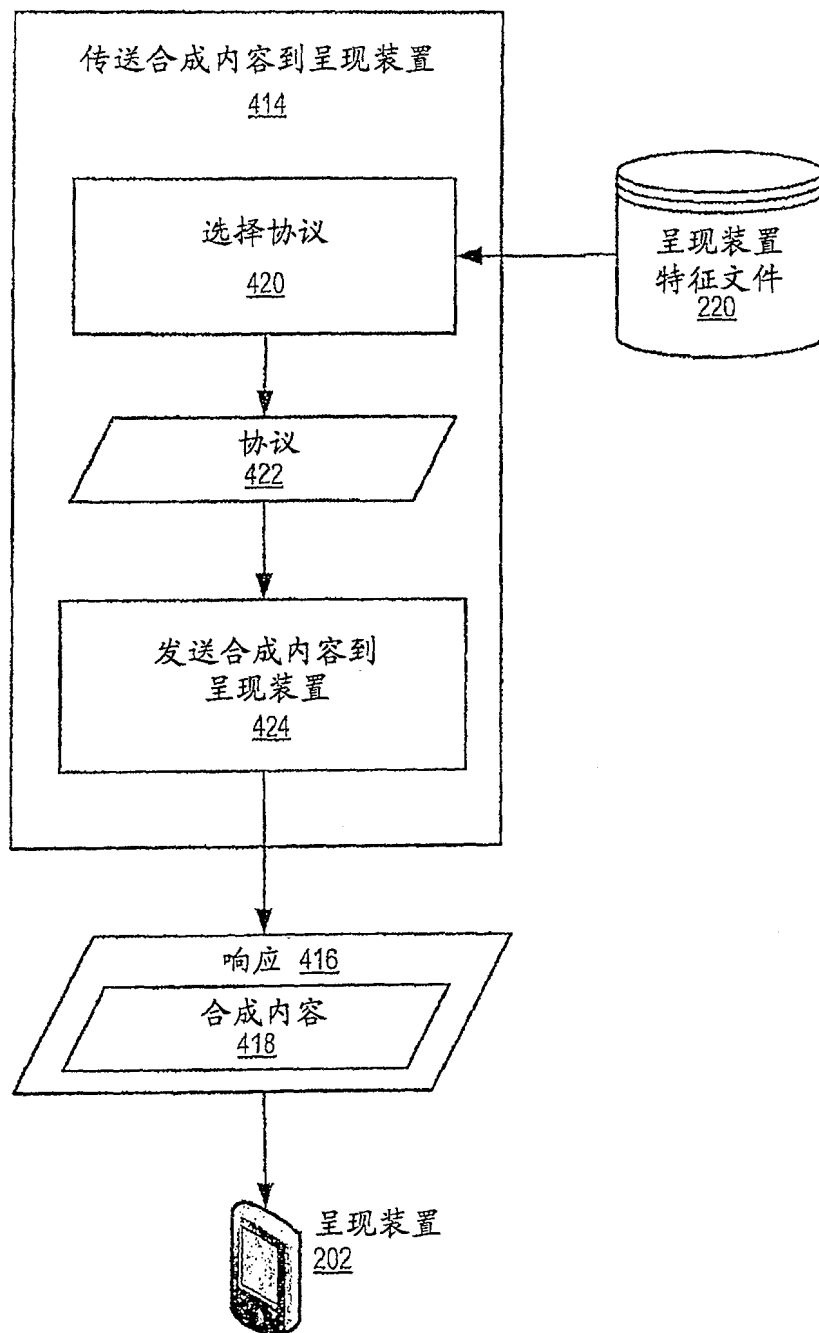 传送合成内容到呈现装置
414
选择协议
420
呈现装置
特征文件
220
协议
422
发送合成内容到
呈现装置
424
响应 416
合成内容
418
呈现装置
202